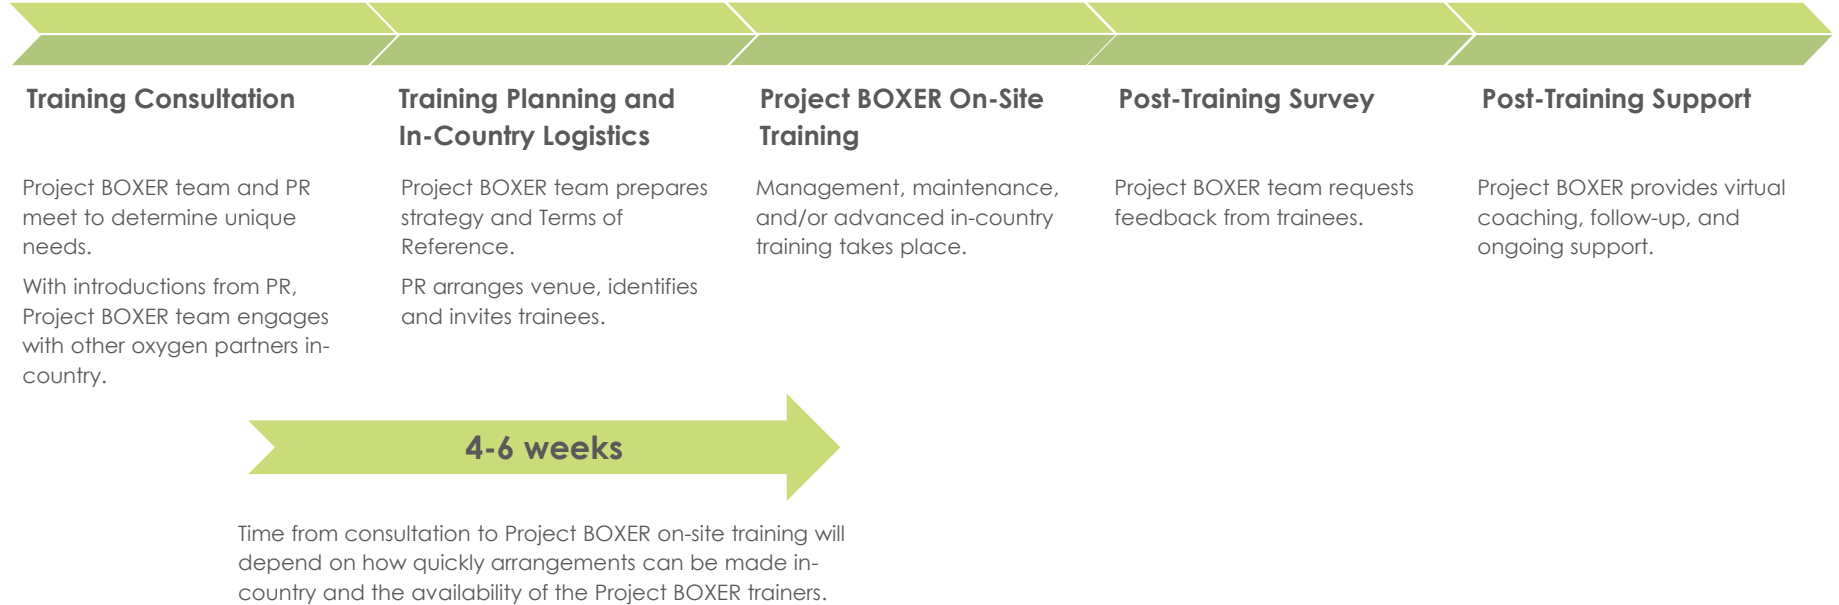 Training Consultation
Project BOXER team and PR
meet to determine unique
needs.
With introductions from PR,
Project BOXER team engages
with other oxygen partners in-
country.
Training Planning and
In-Country Logistics
Project BOXER team prepares
strategy and Terms of
Reference.
PR arranges venue, identifies
and invites trainees.
Project BOXER On-Site
Training
Management, maintenance,
and/or advanced in-country
training takes place.
Post-Training Survey
Project BOXER team requests
feedback from trainees.
Post-Training Support
Project BOXER provides virtual
coaching, follow-up, and
ongoing support.
4-6 weeks
Time from consultation to Project BOXER on-site training will
depend on how quickly arrangements can be made in-
country and the availability of the Project BOXER trainers.